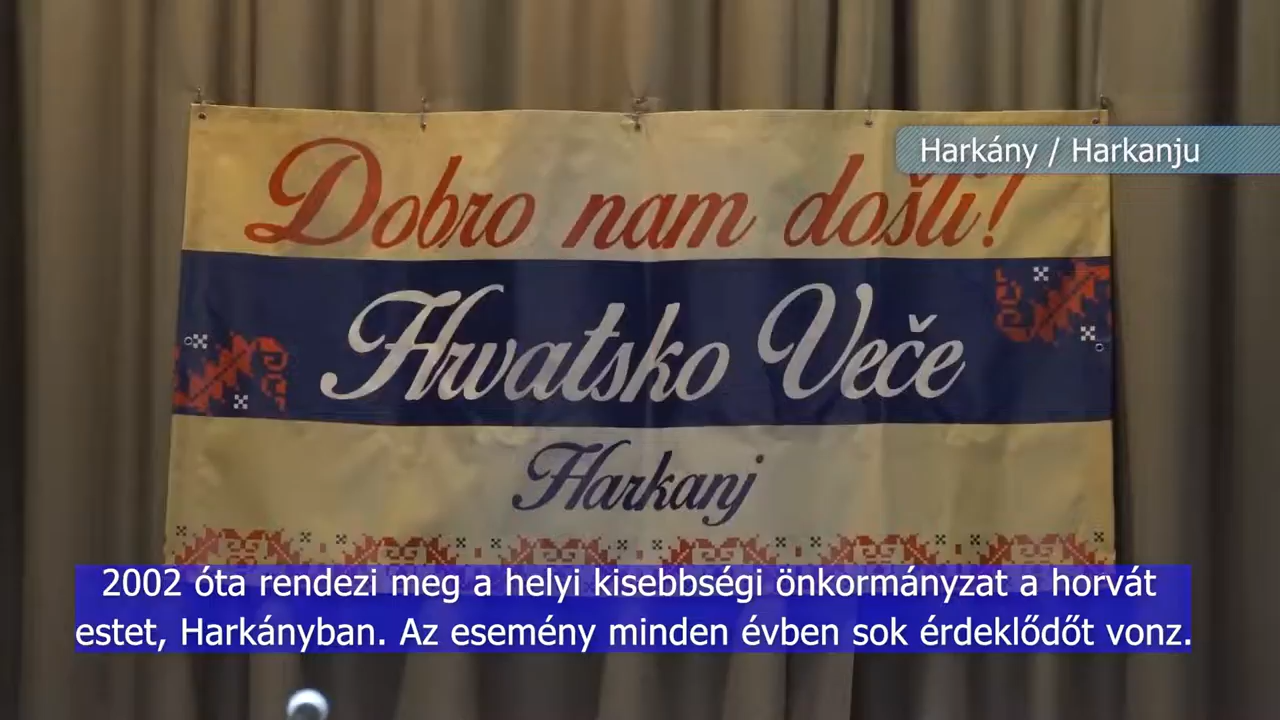 Harkány / Harkanju
Dobro nam došli!
Hrvatsko Veče
Harkanj
2002 óta rendezi meg a helyi kisebbségi önkormányzat a horvát
estet, Harkányban. Az esemény minden évben sok érdeklődőt vonz.